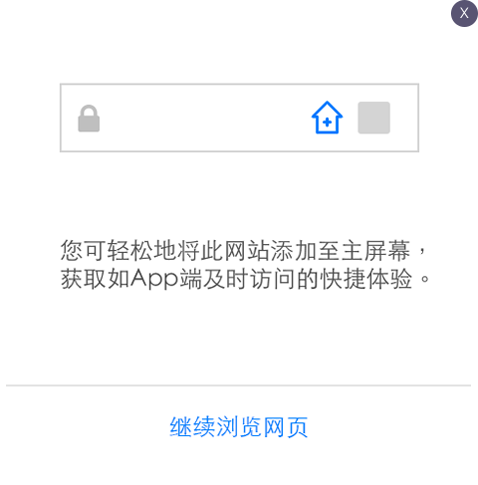 X
您可轻松地将此网站添加至主屏幕，
获取如App端及时访问的快捷体验。
继续浏览网页